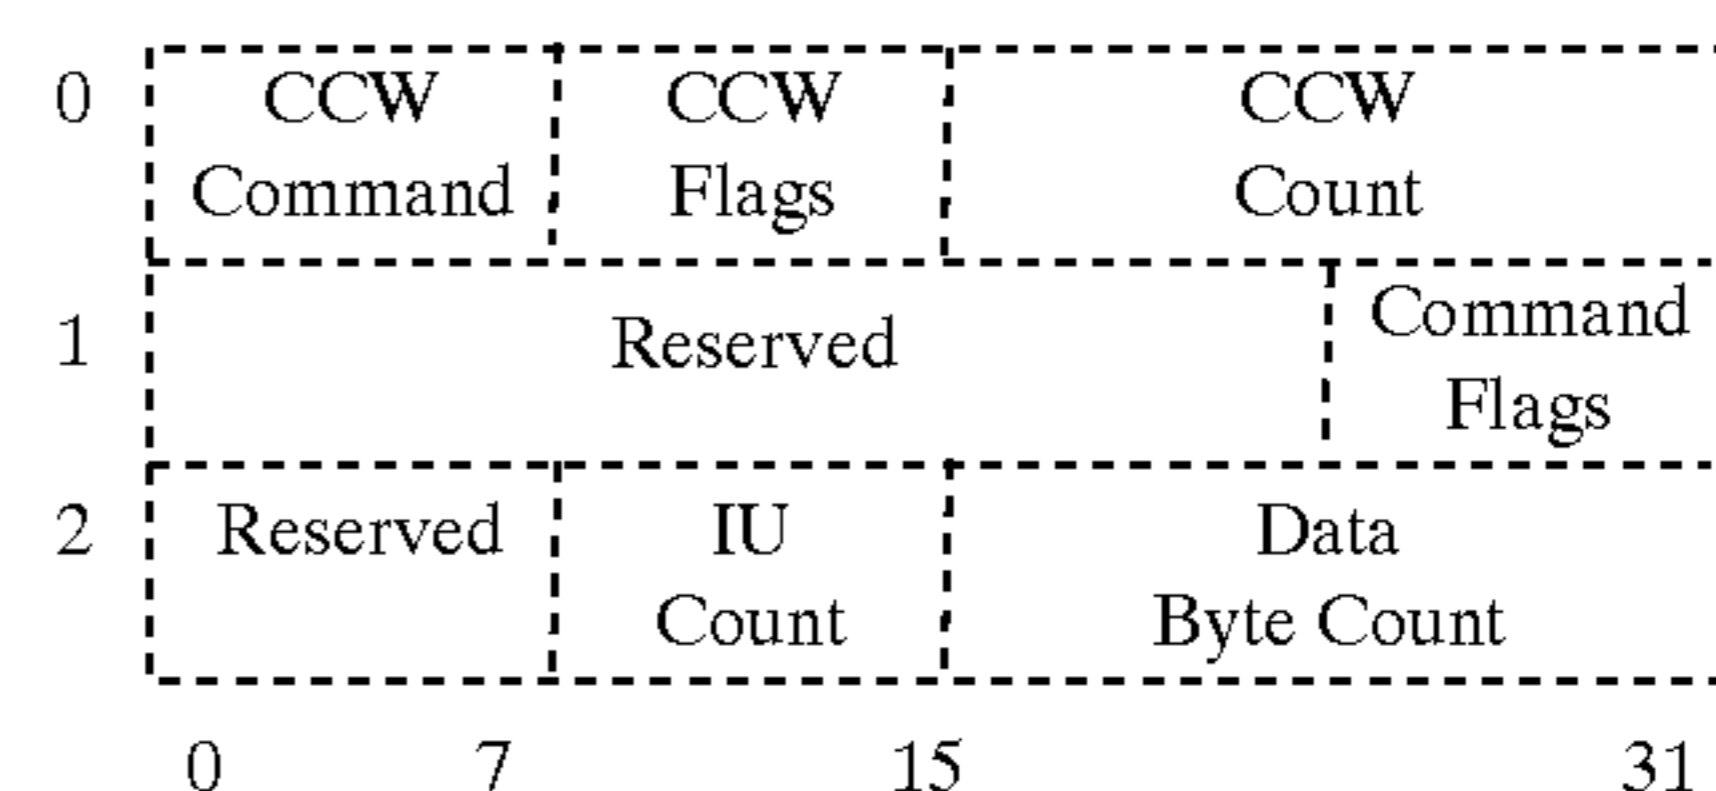 0
CCW
Command
CCW
Flags
CCW
Count
1
Reserved
Command
Flags
2
Reserved
IU
Count
Data
Byte Count
0 7 15 31